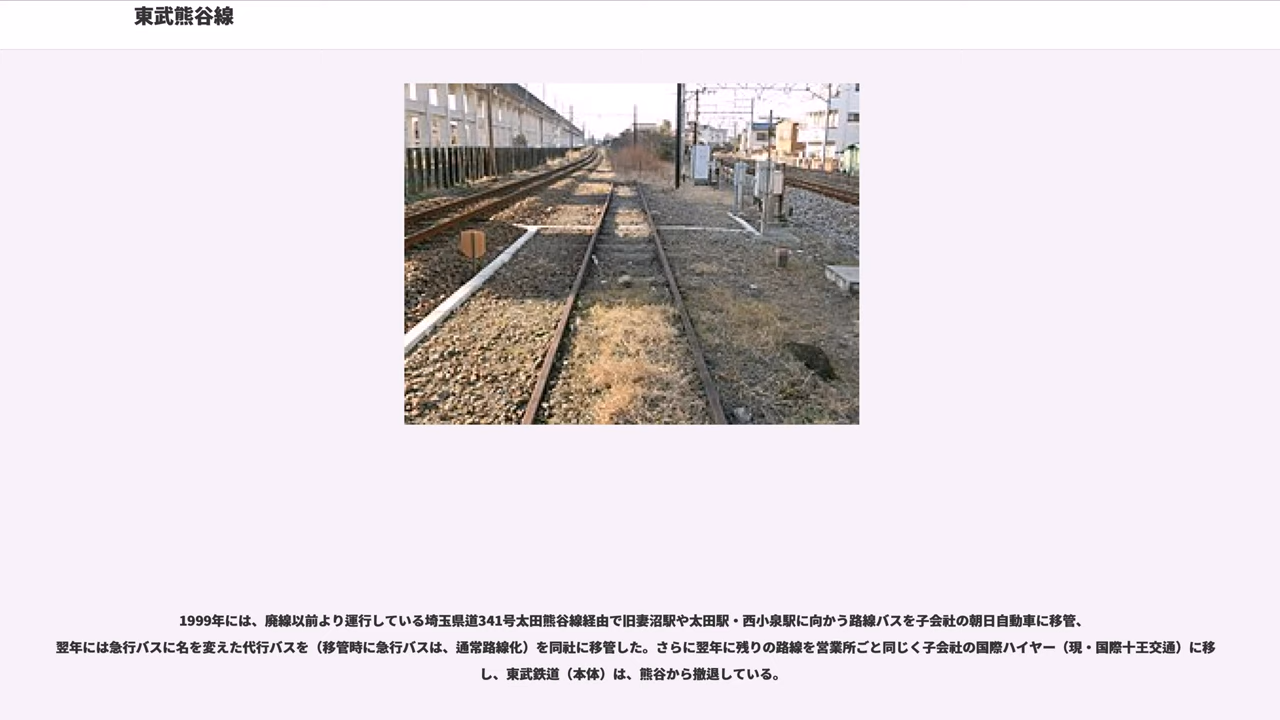 東武熊谷線
1999年には、廃線以前より運行している埼玉県道341号太田熊谷線経由で旧妻沼駅や太田駅・西小泉駅に向かう路線バスを子会社の朝日自動車に移管、
翌年には急行バスに名を変えた代行バスを（移管時に急行バスは、通常路線化）を同社に移管した。さらに翌年に残りの路線を営業所ごと同じく子会社の国際ハイヤー（現・国際十王交通）に移
し、東武鉄道（本体）は、熊谷から撤退している。